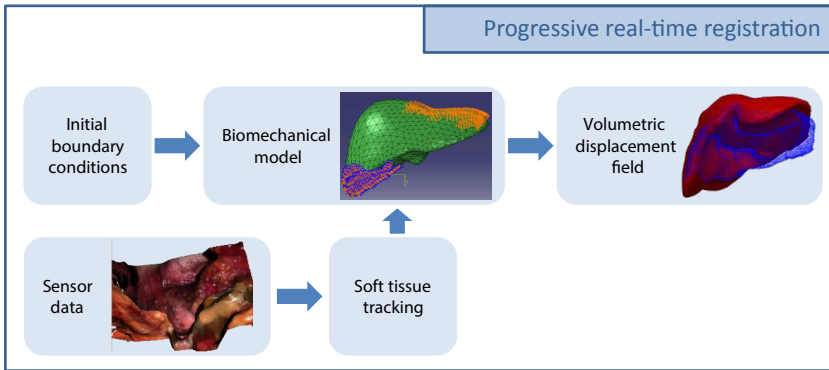 Progressive real-time registration
Initial
boundary
conditions
Biomechanical
model
Volumetric
displacement
field
Sensor
data
Soft tissue
tracking